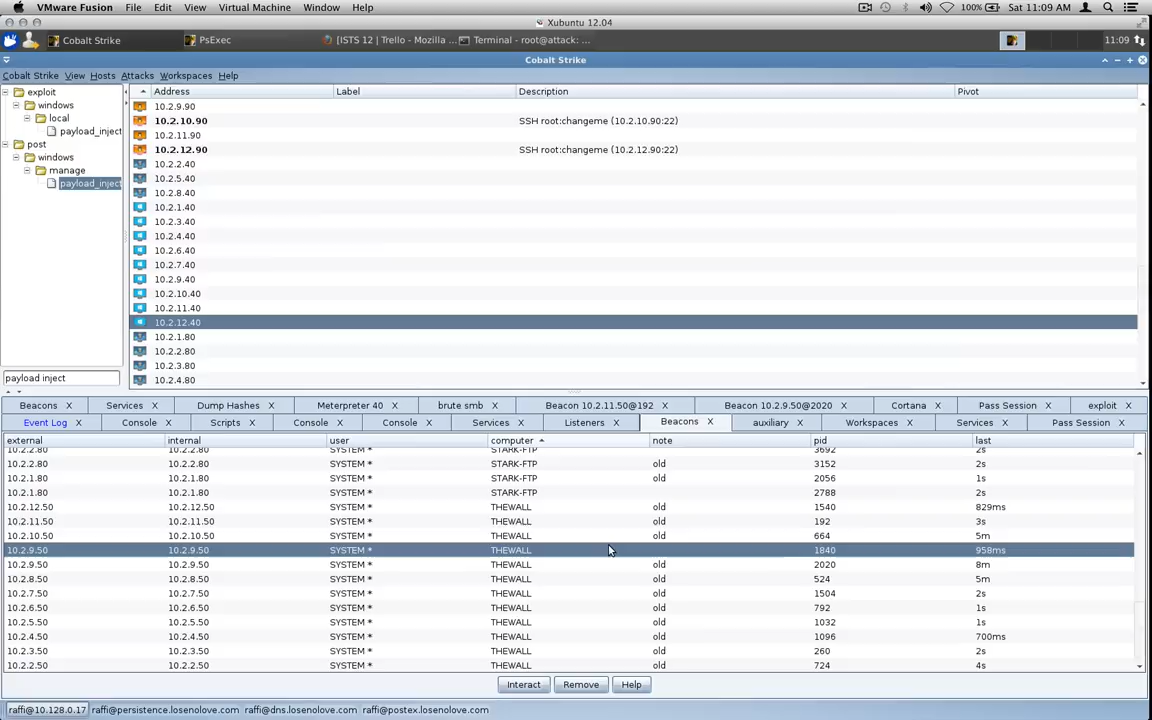 VMware Fusion File Edit View Virtual Machine Window Help 100% Sat 11:09 AM
Xubuntu 12.04
Cobalt Strike PsExec [ISTS 12 | Trello - Mozilla ... Terminal - root@attack: ... 11:09
Cobalt Strike
Cobalt Strike View Hosts Attacks Workspaces Help
exploit
windows
local
payload_inject
post
windows
manage
payload_inject
payload inject
Address Label Description Pivot
10.2.9.90
10.2.10.90 SSH root:changeme (10.2.10.90:22)
10.2.11.90
10.2.12.90 SSH root:changeme (10.2.12.90:22)
10.2.2.40
10.2.5.40
10.2.8.40
10.2.1.40
10.2.3.40
10.2.4.40
10.2.6.40
10.2.7.40
10.2.9.40
10.2.10.40
10.2.11.40
10.2.12.40
10.2.1.80
10.2.2.80
10.2.3.80
10.2.4.80
Beacons X Services X Dump Hashes X Meterpreter 40 X brute smb X Beacon 10.2.11.50@192 X Beacon 10.2.9.50@2020 X Cortana X Pass Session X exploit X
Event Log X Console X Scripts X Console X Console X Services X Listeners X Beacons X auxiliary X Workspaces X Services X Pass Session X
external internal user computer note pid last
10.2.2.80 10.2.2.80 SYSTEM * STARK-FTP 3692 2s
10.2.2.80 10.2.2.80 SYSTEM * STARK-FTP old 3152 2s
10.2.1.80 10.2.1.80 SYSTEM * STARK-FTP old 2056 1s
10.2.1.80 10.2.1.80 SYSTEM * STARK-FTP 2788 2s
10.2.12.50 10.2.12.50 SYSTEM * THEWALL old 1540 829ms
10.2.11.50 10.2.11.50 SYSTEM * THEWALL old 192 3s
10.2.10.50 10.2.10.50 SYSTEM * THEWALL old 664 5m
10.2.9.50 10.2.9.50 SYSTEM * THEWALL 1840 958ms
10.2.9.50 10.2.9.50 SYSTEM * THEWALL old 2020 8m
10.2.8.50 10.2.8.50 SYSTEM * THEWALL old 524 5m
10.2.7.50 10.2.7.50 SYSTEM * THEWALL old 1504 2s
10.2.6.50 10.2.6.50 SYSTEM * THEWALL old 792 1s
10.2.5.50 10.2.5.50 SYSTEM * THEWALL old 1032 1s
10.2.4.50 10.2.4.50 SYSTEM * THEWALL old 1096 700ms
10.2.3.50 10.2.3.50 SYSTEM * THEWALL old 260 2s
10.2.2.50 10.2.2.50 SYSTEM * THEWALL old 724 4s
Interact Remove Help
raffi@10.128.0.17 raffi@persistence.losenolove.com raffi@dns.losenolove.com raffi@postex.losenolove.com